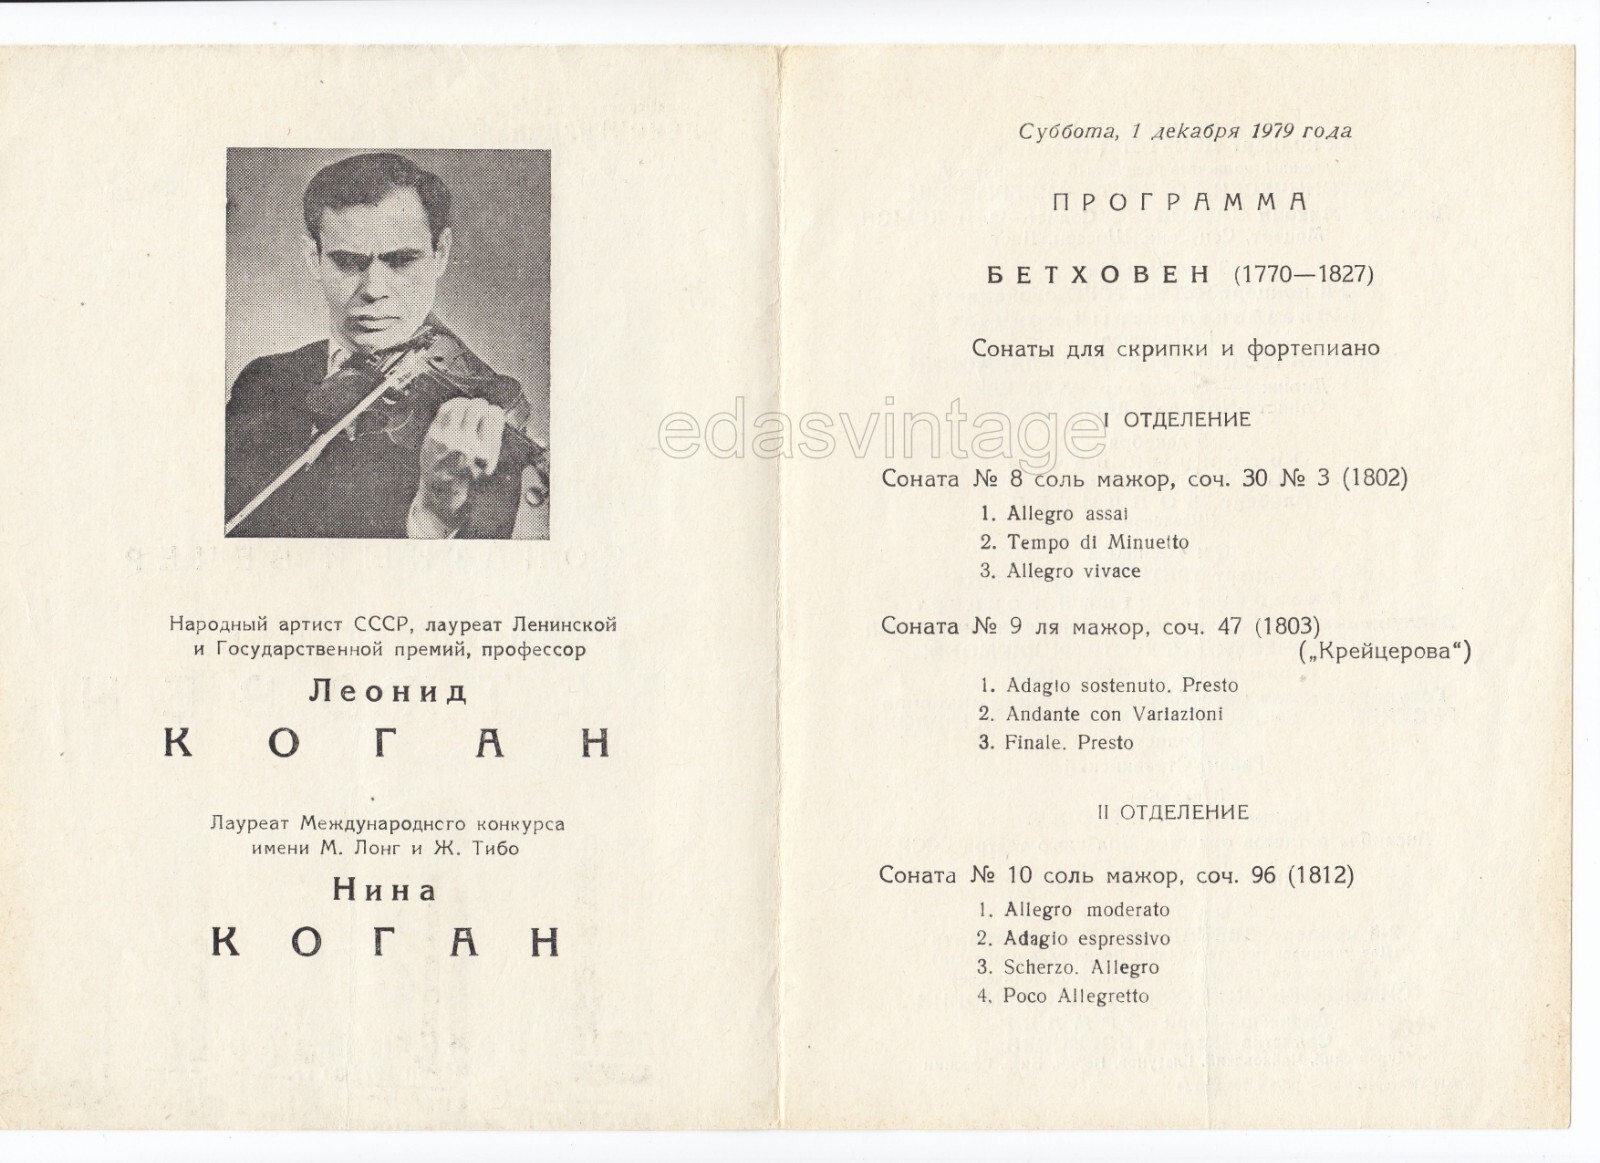 Народный артист СССР, лауреат Ленинской
и Государственной премий, профессор
Леонид
КОГАН
Лауреат Международного конкурса
имени М. Лонг и Ж. Тибо
Нина
КОГАН
Суббота, 1 декабря 1979 года
ПРОГРАММА
БЕТХОВЕН (1770—1827)
Сонаты для скрипки и фортепиано
edasvintage
I ОТДЕЛЕНИЕ
Соната № 8 соль мажор, соч. 30 № 3 (1802)
1. Allegro assai
2. Tempo di Minuetto
3. Allegro vivace
Соната № 9 ля мажор, соч. 47 (1803)
(„Крейцерова“)
1. Adagio sostenuto. Presto
2. Andante con Variazioni
3. Finale. Presto
II ОТДЕЛЕНИЕ
Соната № 10 соль мажор, соч. 96 (1812)
1. Allegro moderato
2. Adagio espressivo
3. Scherzo. Allegro
4. Poco Allegretto